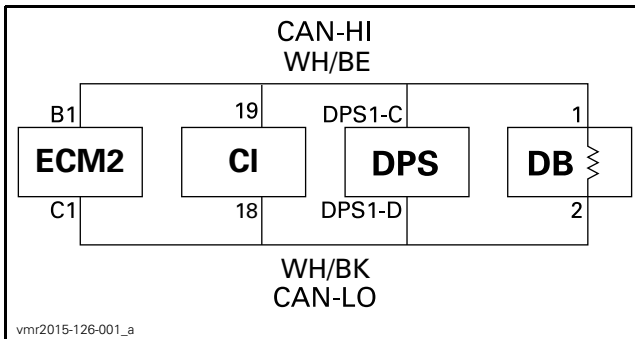 CAN-HI
WH/BE
B1 19 DPS1-C 1
ECM2 CI DPS DB
C1 18 DPS1-D 2
WH/BK
CAN-LO
vmr2015-126-001_a